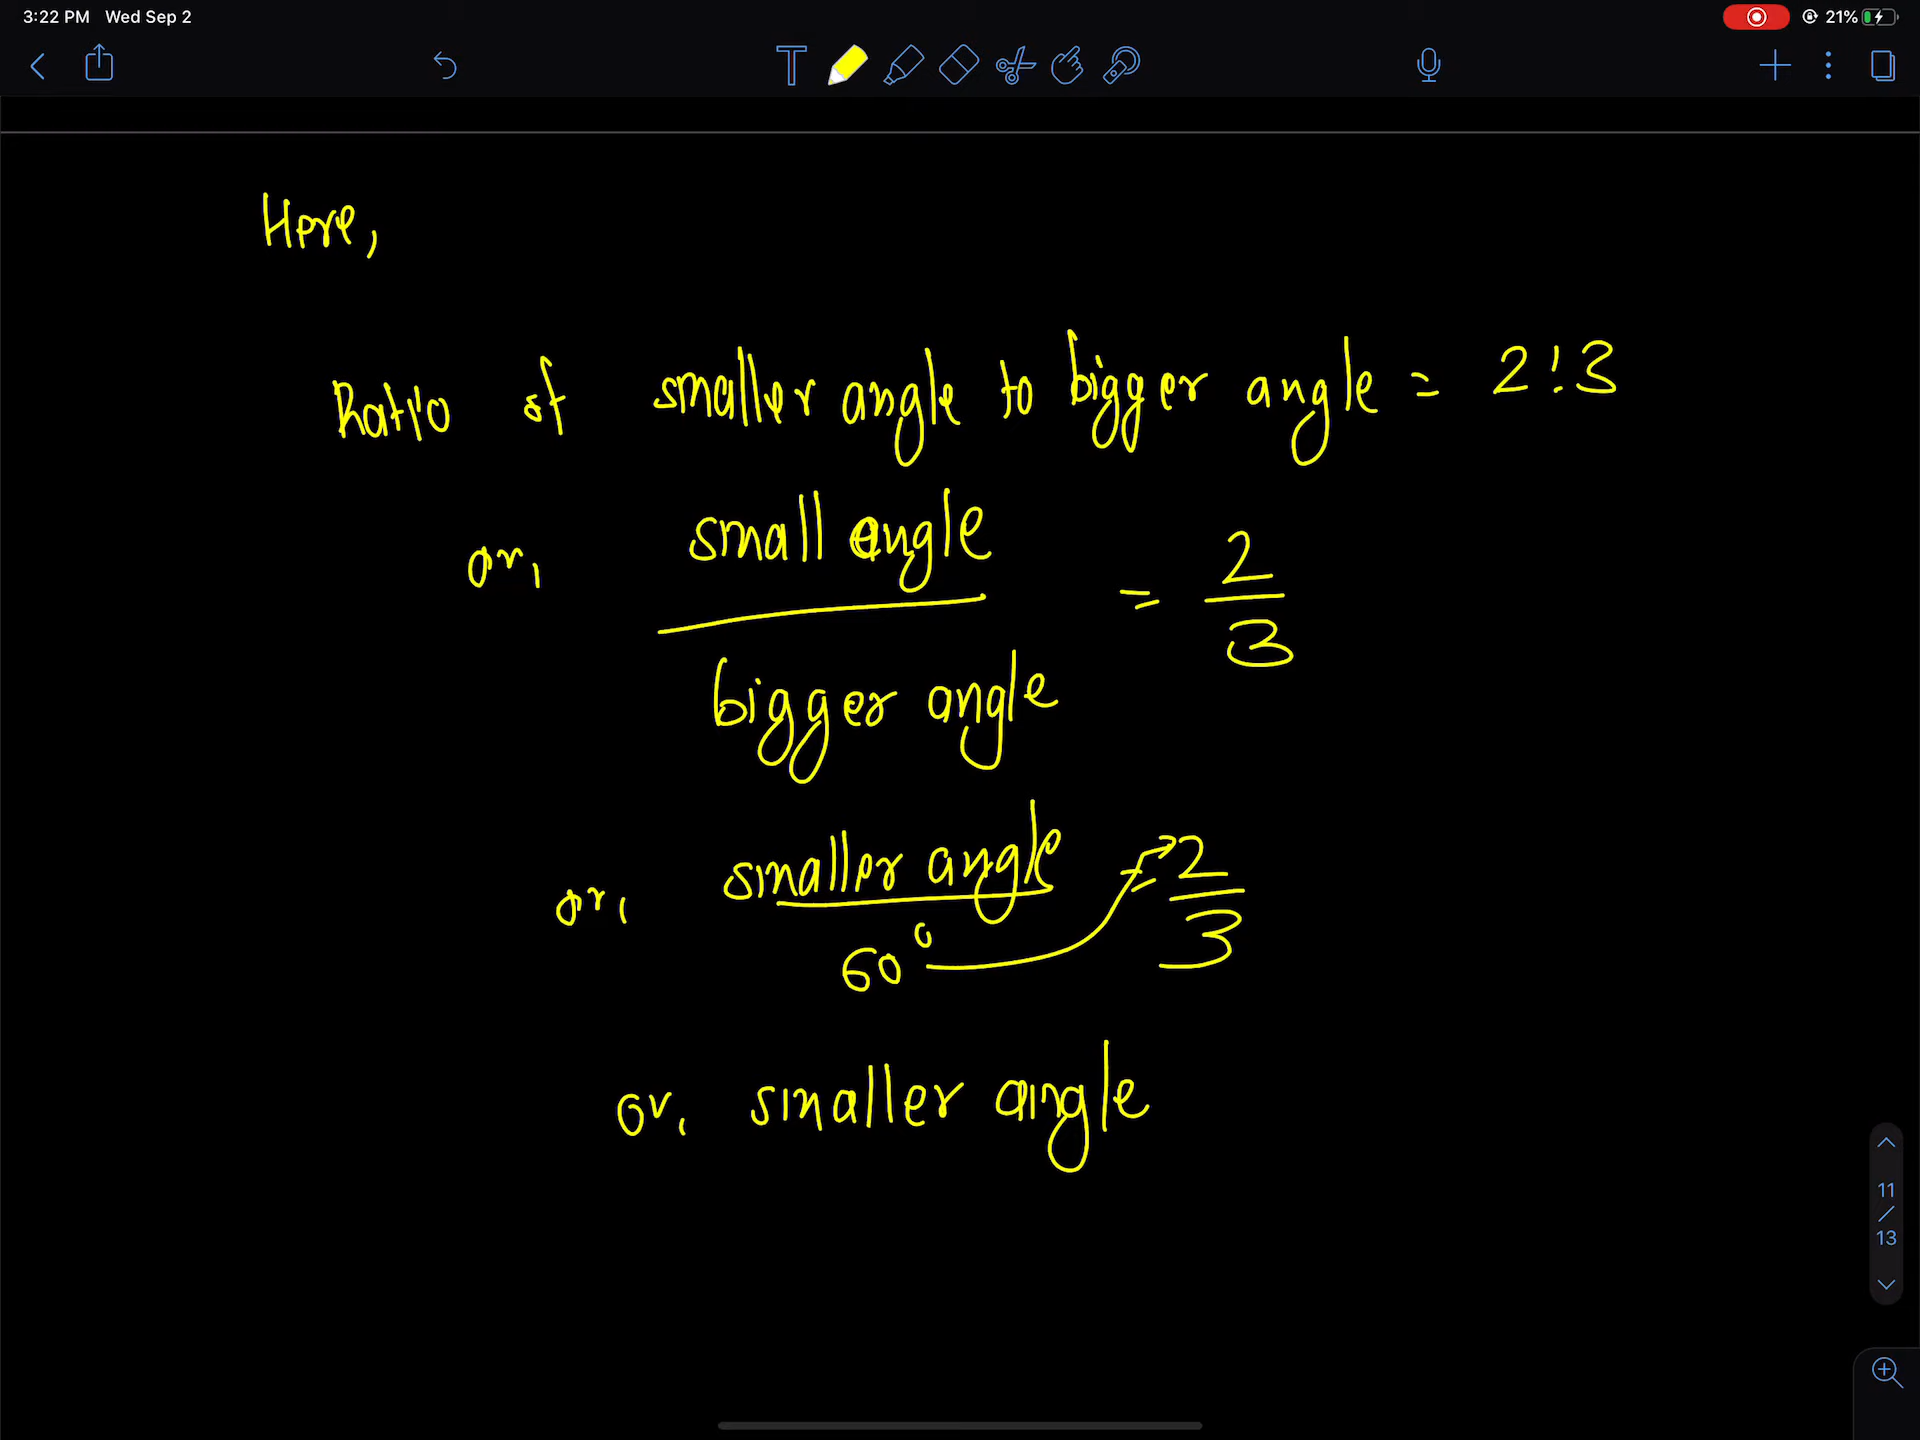 3:22 PM Wed Sep 2
21%
T
Here,
Ratio of smaller angle to bigger angle = 2:3
or, small angle / bigger angle = 2/3
or, smaller angle / 60° = 2/3
or, smaller angle
11
/
13